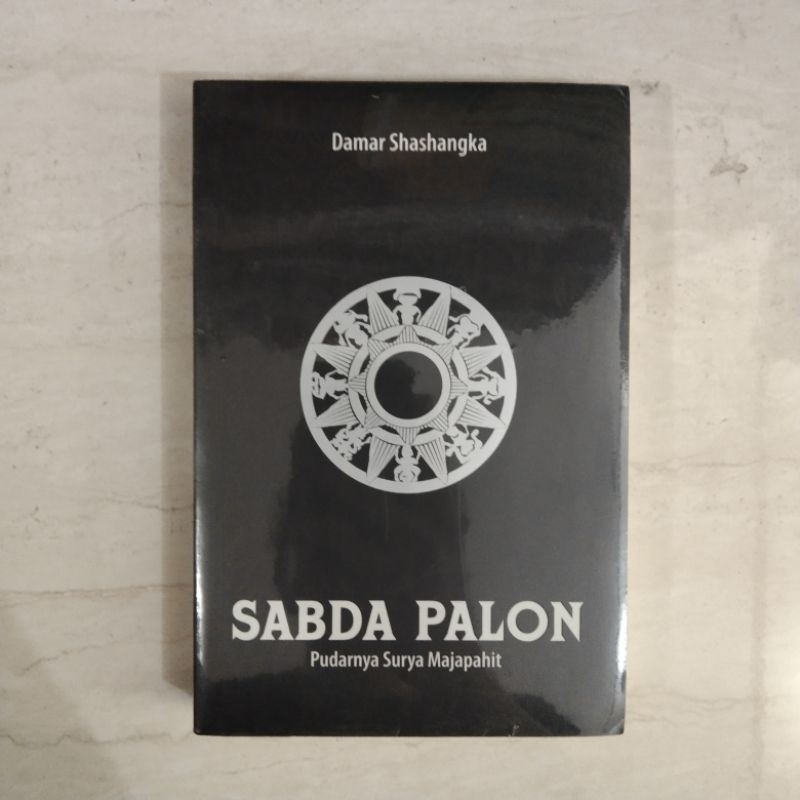 Damar Shashangka
SABDA PALON
Pudarnya Surya Majapahit